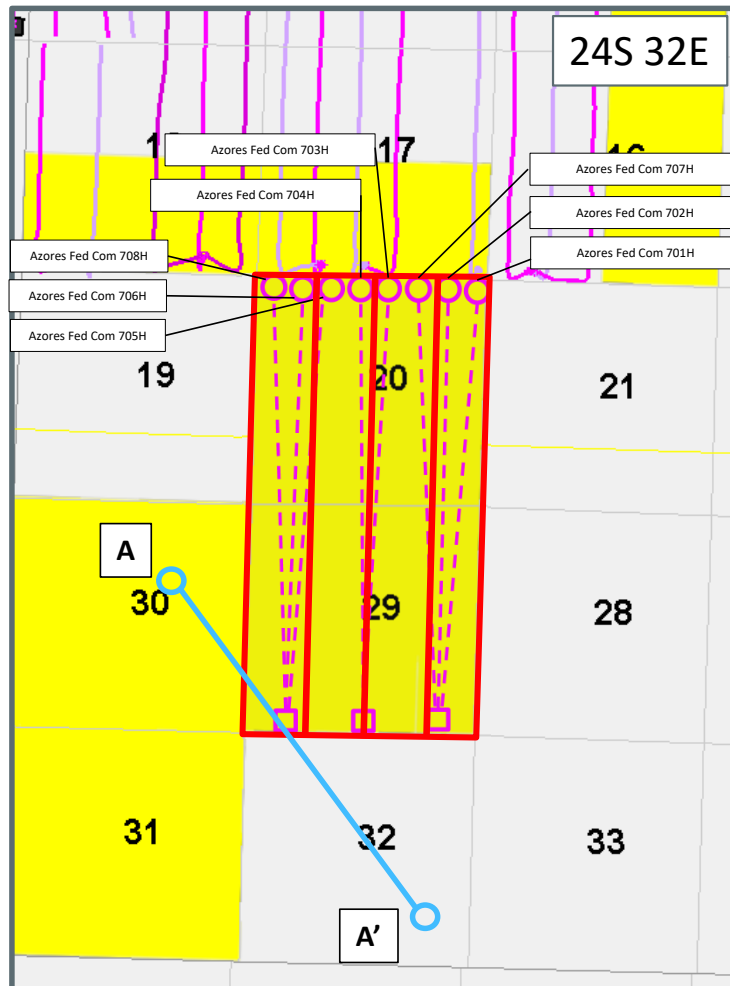 24S 32E
17
Azores Fed Com 703H
Azores Fed Com 707H
Azores Fed Com 704H
Azores Fed Com 702H
Azores Fed Com 708H
Azores Fed Com 701H
Azores Fed Com 706H
Azores Fed Com 705H
19
20
21
A
30
29
28
31
32
33
A’